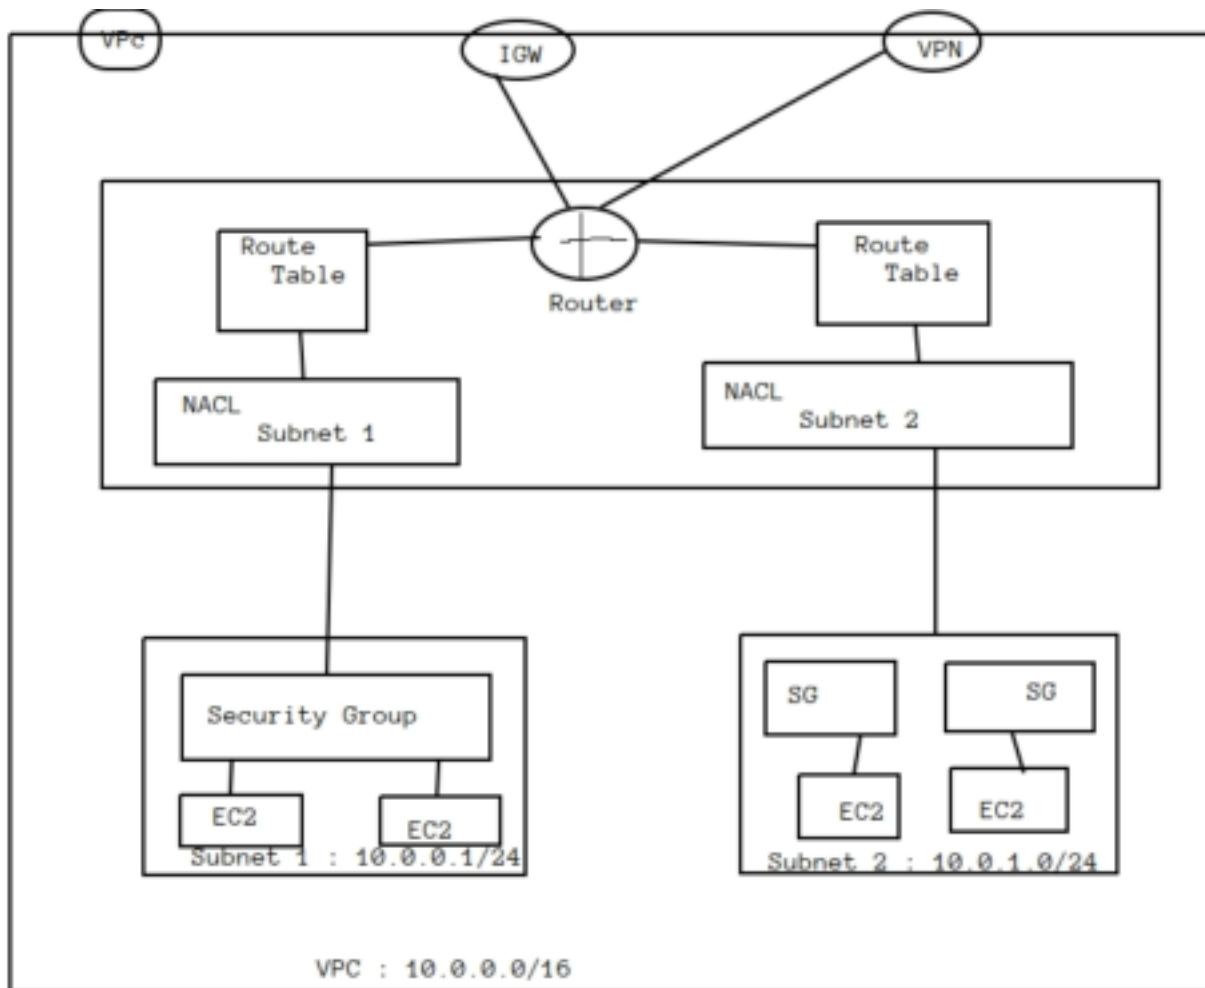 VPc
IGW
VPN
Route
Table
Router
Route
Table
NACL
Subnet 1
NACL
Subnet 2
Security Group
EC2
EC2
Subnet 1 : 10.0.0.1/24
SG
SG
EC2
EC2
Subnet 2 : 10.0.1.0/24
VPC : 10.0.0.0/16